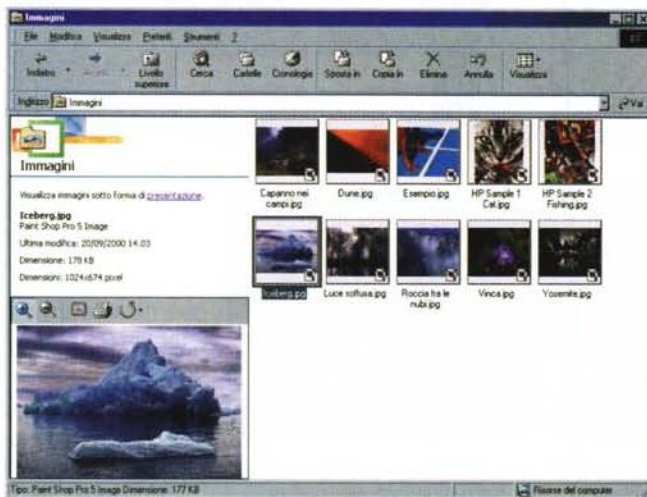 Immagini
File Modifica Visualizza Preferiti Strumenti ?
Indietro Avanti Livello superiore Cerca Cartelle Cronologia Sposta in Copia in Elimina Annulla Visualizza
Indirizzo Immagini Vai
Immagini
Visualizza immagini sotto forma di presentazione.
Iceberg.jpg
Paint Shop Pro 5 Image
Ultima modifica: 20/09/2000 14.03
Dimensione: 178 KB
Dimensioni: 1024x674 pixel
Capanno nei campi.jpg
Dune.jpg
Esempio.jpg
HP Sample 1 Cat.jpg
HP Sample 2 Fishing.jpg
Iceberg.jpg
Luce soffusa.jpg
Roccia fra le nubi.jpg
Vinca.jpg
Yosemite.jpg
Tipo: Paint Shop Pro 5 Image Dimensione: 177 KB
Risorse del computer